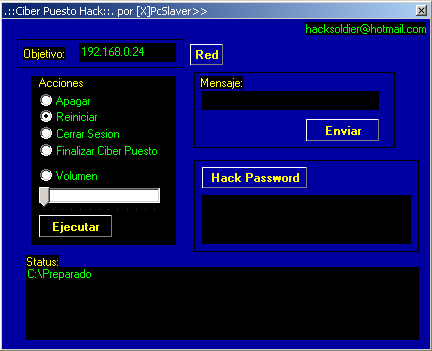 .::Ciber Puesto Hack::. por [X]PcSlaver>>
hacksoldier@hotmail.com
Objetivo: 192.168.0.24 Red
Acciones
Apagar
Reiniciar
Cerrar Sesion
Finalizar Ciber Puesto
Volumen
Ejecutar
Mensaje:
Enviar
Hack Password
Status:
C:\Preparado